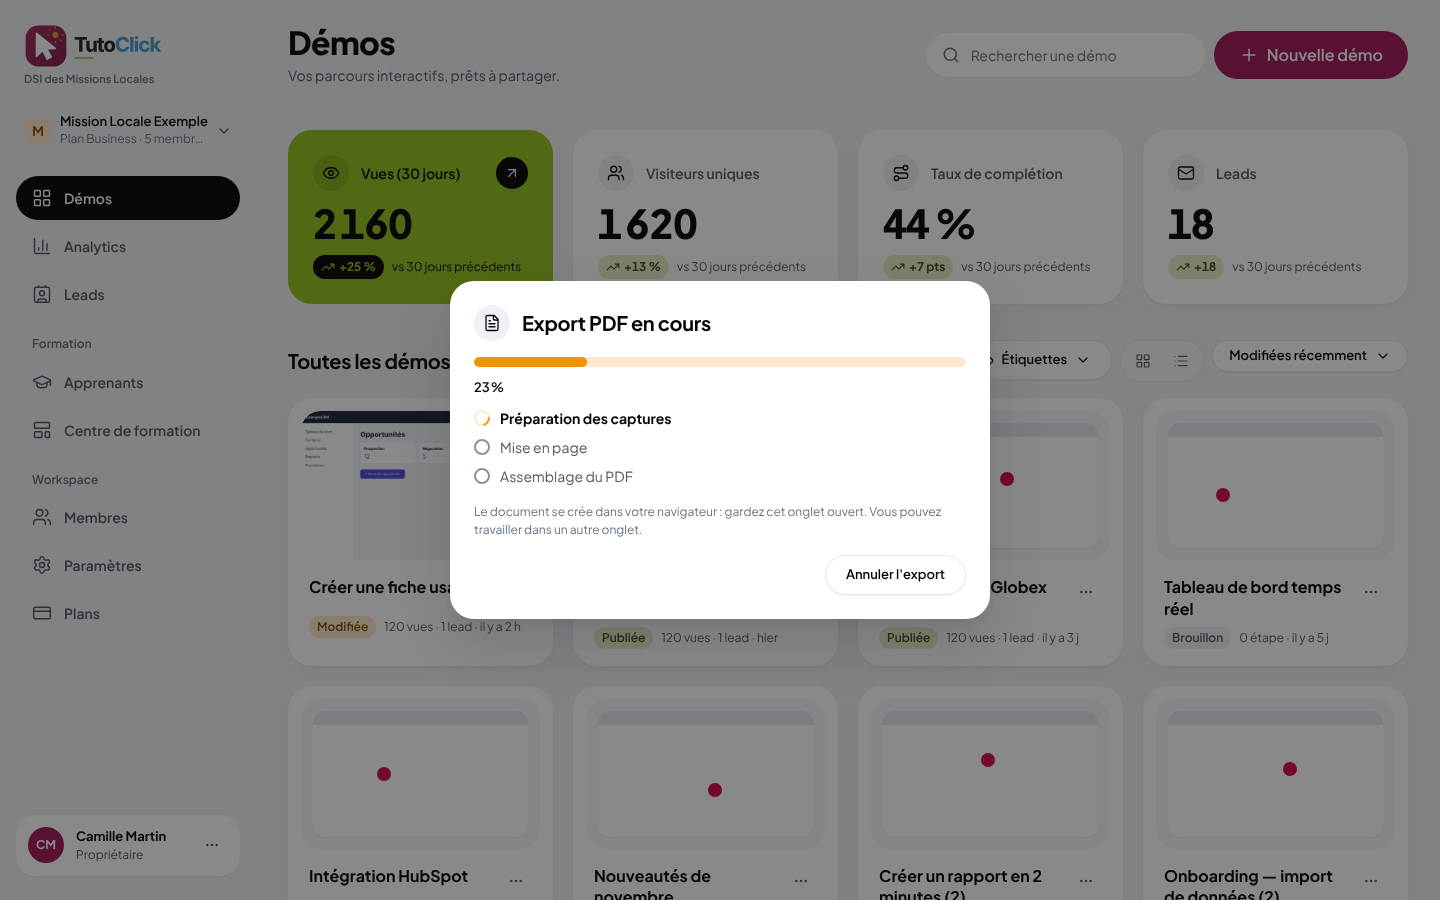 TutoClick
DSI des Missions Locales
M
Mission Locale Exemple
Plan Business · 5 membr...
Démos
Analytics
Leads
Formation
Apprenants
Centre de formation
Workspace
Membres
Paramètres
Plans
CM
Camille Martin
Propriétaire
Démos
Vos parcours interactifs, prêts à partager.
Rechercher une démo
Nouvelle démo
Vues (30 jours)
2 160
+25 %
vs 30 jours précédents
Visiteurs uniques
1 620
+13 %
vs 30 jours précédents
Taux de complétion
44 %
+7 pts
vs 30 jours précédents
Leads
18
+18
vs 30 jours précédents
Toutes les démos
Étiquettes
Modifiées récemment
Export PDF en cours
23 %
Préparation des captures
Mise en page
Assemblage du PDF
Le document se crée dans votre navigateur : gardez cet onglet ouvert. Vous pouvez
travailler dans un autre onglet.
Annuler l'export
Opportunités
Créer une fiche
Modifiée
120 vues · 1 lead · il y a 2 h
Publiée
120 vues · 1 lead · hier
Globex
Publiée
120 vues · 1 lead · il y a 3 j
Tableau de bord temps
réel
Brouillon
0 étape · il y a 5 j
Intégration HubSpot
Nouveautés de
novembre
Créer un rapport en 2
minutes (2)
Onboarding — import
de données (2)